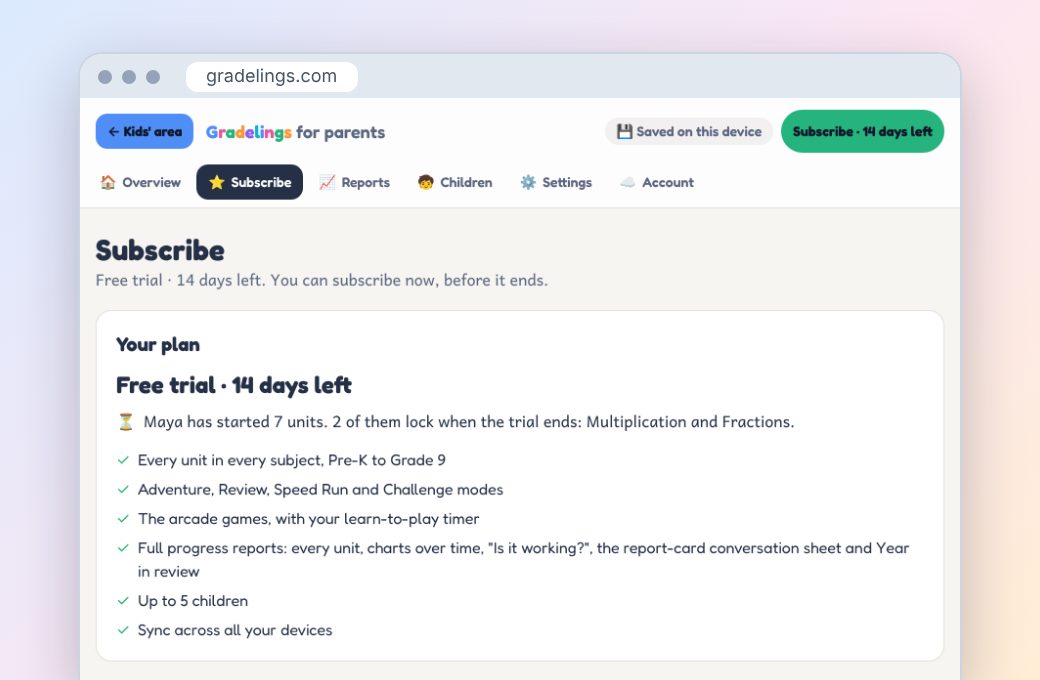 gradelings.com
← Kids' area
Gradelings for parents
💾 Saved on this device
Subscribe · 14 days left
🏠 Overview
⭐ Subscribe
📈 Reports
🧒 Children
⚙️ Settings
☁️ Account
Subscribe
Free trial · 14 days left. You can subscribe now, before it ends.
Your plan
Free trial · 14 days left
⏳ Maya has started 7 units. 2 of them lock when the trial ends: Multiplication and Fractions.
✓ Every unit in every subject, Pre-K to Grade 9
✓ Adventure, Review, Speed Run and Challenge modes
✓ The arcade games, with your learn-to-play timer
✓ Full progress reports: every unit, charts over time, "Is it working?", the report-card conversation sheet and Year
in review
✓ Up to 5 children
✓ Sync across all your devices